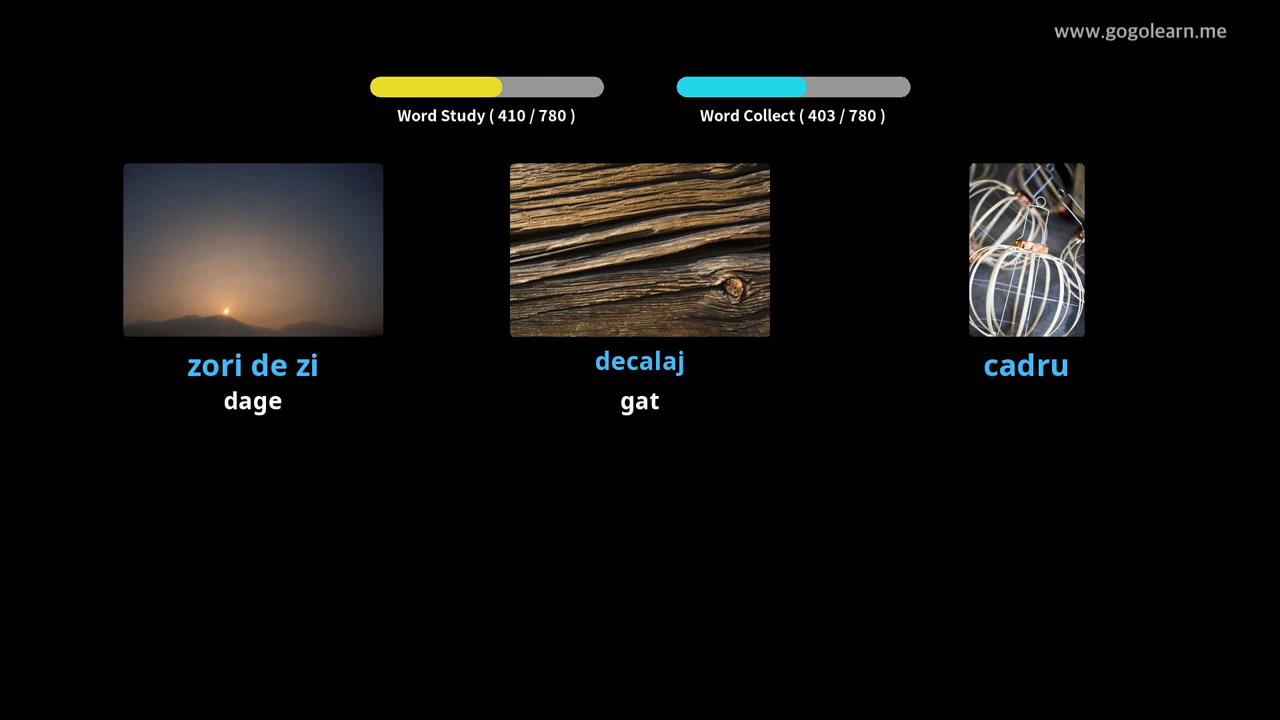 www.gogolearn.me
Word Study ( 410 / 780 )
Word Collect ( 403 / 780 )
zori de zi
dage
decalaj
gat
cadru